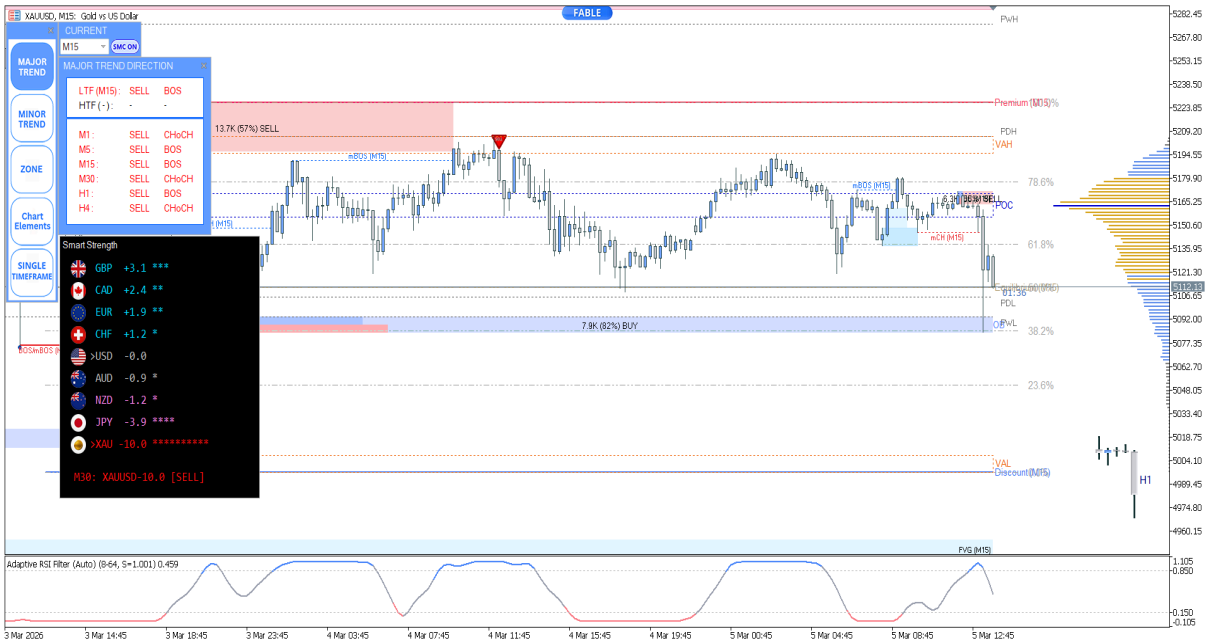 XAUUSD, M15: Gold vs US Dollar
FABLE
CURRENT
M15
SMC ON
MAJOR TREND DIRECTION
LTF (M15) : SELL BOS
HTF ( - ) : - -
M1 : SELL CHoCH
M5 : SELL BOS
M15 : SELL BOS
M30 : SELL CHoCH
H1 : SELL BOS
H4 : SELL CHoCH
MAJOR
TREND
MINOR
TREND
ZONE
Chart
Elements
SINGLE
TIMEFRAME
Smart Strength
GBP +3.1 ***
CAD +2.4 **
EUR +1.9 **
CHF +1.2 *
>USD -0.0
AUD -0.9 *
NZD -1.2 *
JPY -3.9 ****
>XAU -10.0 **********
M30: XAUUSD-10.0 [SELL]
13.7K (57%) SELL
mBOS (M15)
(M15)
BOS/mBOS
7.9K (82%) BUY
mBOS (M15)
mCH (M15)
SELL
PWH
Premium (M15)
PDH
VAH
78.6%
POC
61.8%
01:36
PDL
PWL
OB
38.2%
23.6%
VAL
Discount (M15)
FVG (M15)
H1
5282.45
5267.80
5253.15
5238.50
5223.85
5209.20
5194.55
5179.90
5165.25
5150.60
5135.95
5121.30
5112.13
5106.65
5092.00
5077.35
5062.70
5048.05
5033.40
5018.75
5004.10
4989.45
4974.80
4960.15
Adaptive RSI Filter (Auto) (8-64, S=1.001) 0.459
1.105
0.850
0.150
-0.105
3 Mar 2026
3 Mar 14:45
3 Mar 18:45
3 Mar 23:45
4 Mar 03:45
4 Mar 07:45
4 Mar 11:45
4 Mar 15:45
4 Mar 19:45
5 Mar 00:45
5 Mar 04:45
5 Mar 08:45
5 Mar 12:45